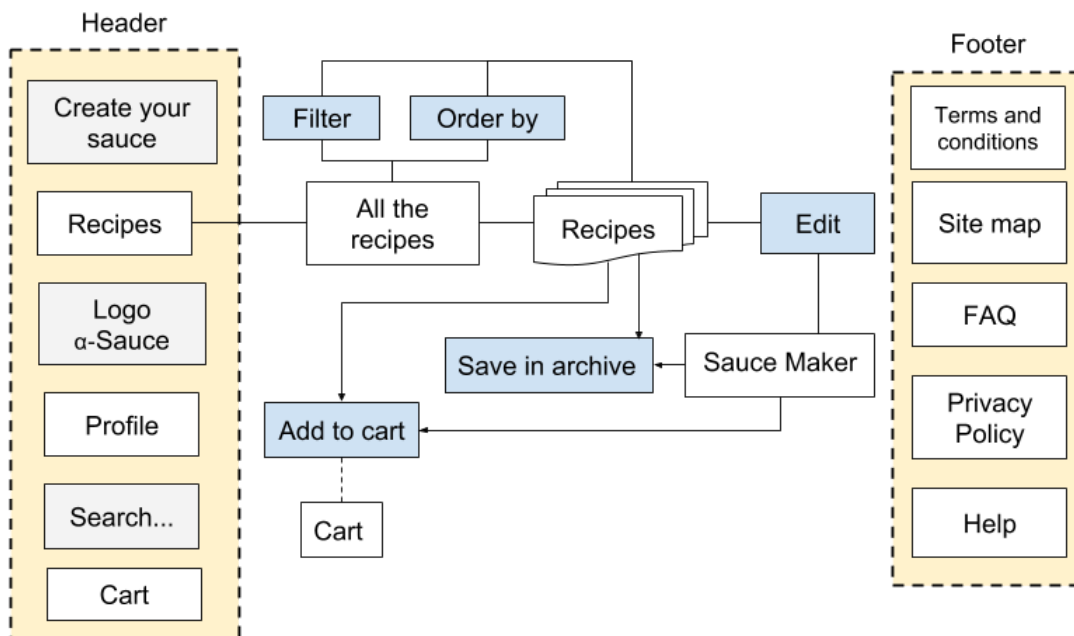 Header
Create your
sauce
Recipes
Logo
α-Sauce
Profile
Search...
Cart
Filter
Order by
All the
recipes
Recipes
Edit
Save in archive
Sauce Maker
Add to cart
Cart
Footer
Terms and
conditions
Site map
FAQ
Privacy
Policy
Help